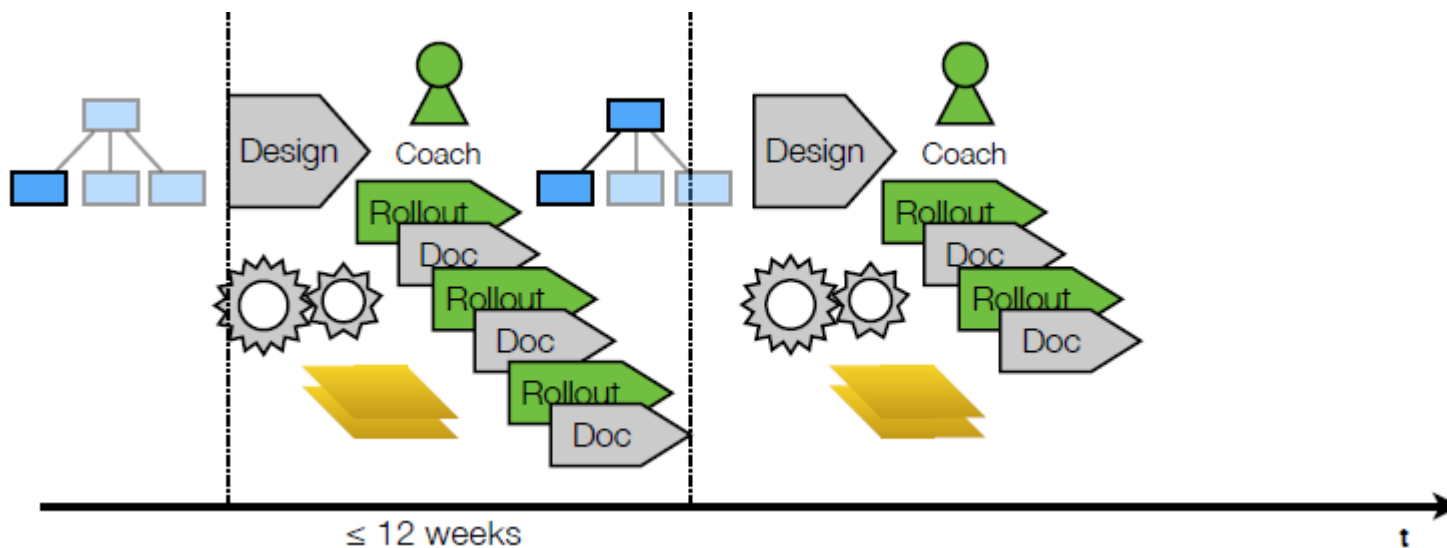 Design
Coach
Rollout
Doc
Rollout
Doc
Rollout
Doc
Design
Coach
Rollout
Doc
Rollout
Doc
≤ 12 weeks
t